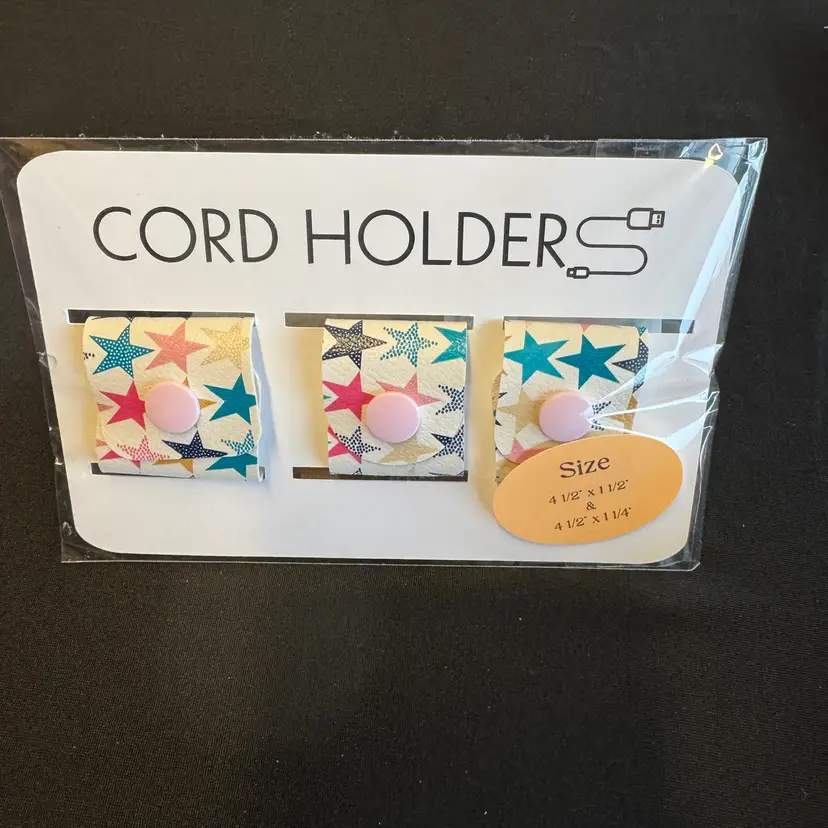 CORD HOLDERS
Size
4 1/2" x 1 1/2"
&
4 1/2" x 1 1/4"